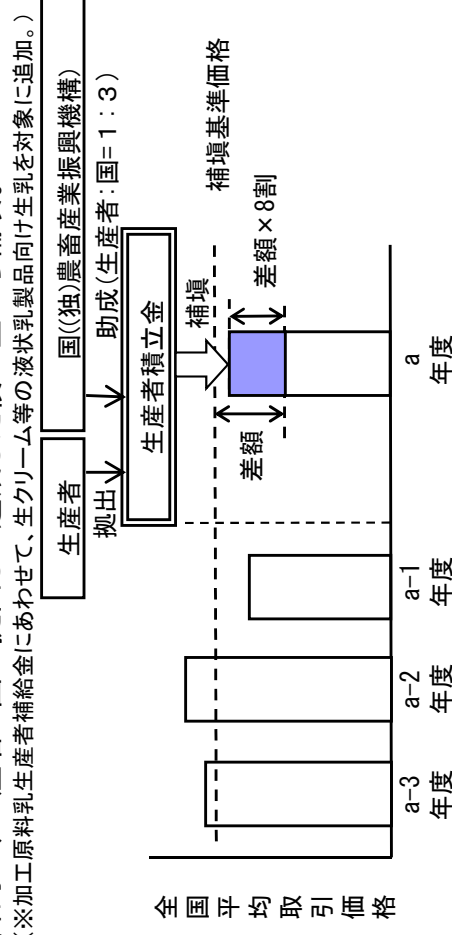 （※加工原料乳生産者補給金にあわせて、生クリーム等の液状乳製品向け生乳を対象に追加。）
生産者
国((独)農畜産業振興機構)
拠出
助成(生産者：国=１：３)
生産者積立金
補塡
補塡基準価格
差額
差額×8割
全国平均取引価格
a-3
年度
a-2
年度
a-1
年度
a
年度